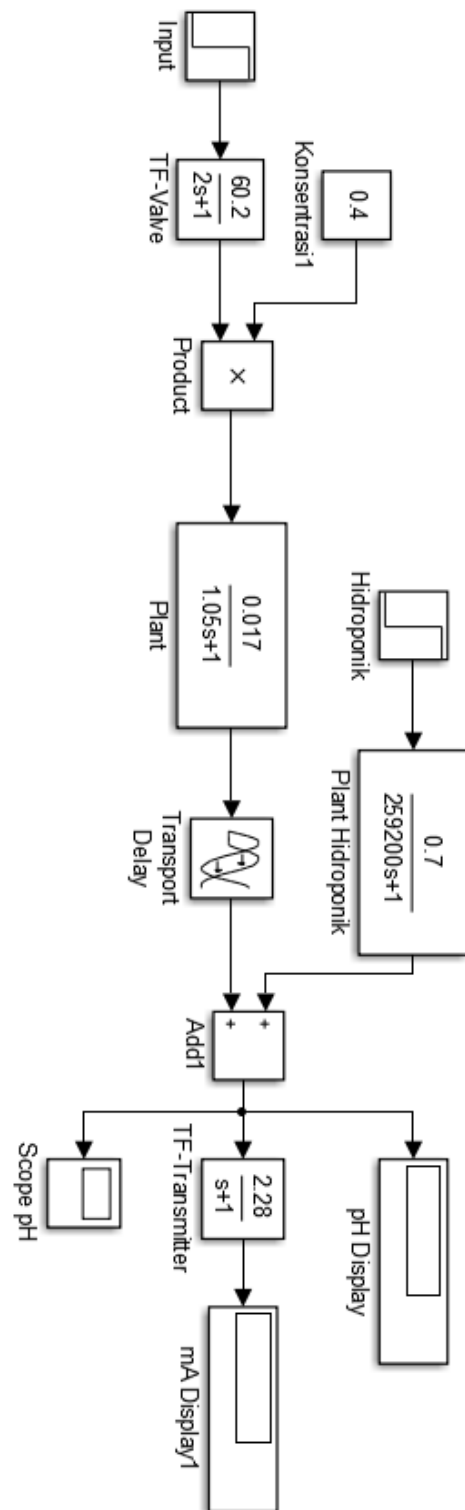 Input
60.2
2s+1
TF-Valve
0.4
Konsentrasi1
×
Product
0.017
1.05s+1
Plant
Transport
Delay
Hidroponik
0.7
259200s+1
Plant Hidroponik
+
+
Add1
pH Display
2.28
s+1
TF-Transmitter
mA Display1
Scope pH